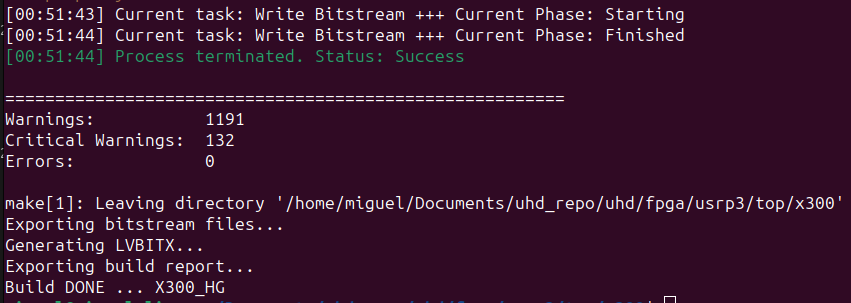 [00:51:43] Current task: Write Bitstream +++ Current Phase: Starting
[00:51:44] Current task: Write Bitstream +++ Current Phase: Finished
[00:51:44] Process terminated. Status: Success
========================================================
Warnings: 1191
Critical Warnings: 132
Errors: 0
make[1]: Leaving directory '/home/miguel/Documents/uhd_repo/uhd/fpga/usrp3/top/x300'
Exporting bitstream files...
Generating LVBITX...
Exporting build report...
Build DONE ... X300_HG